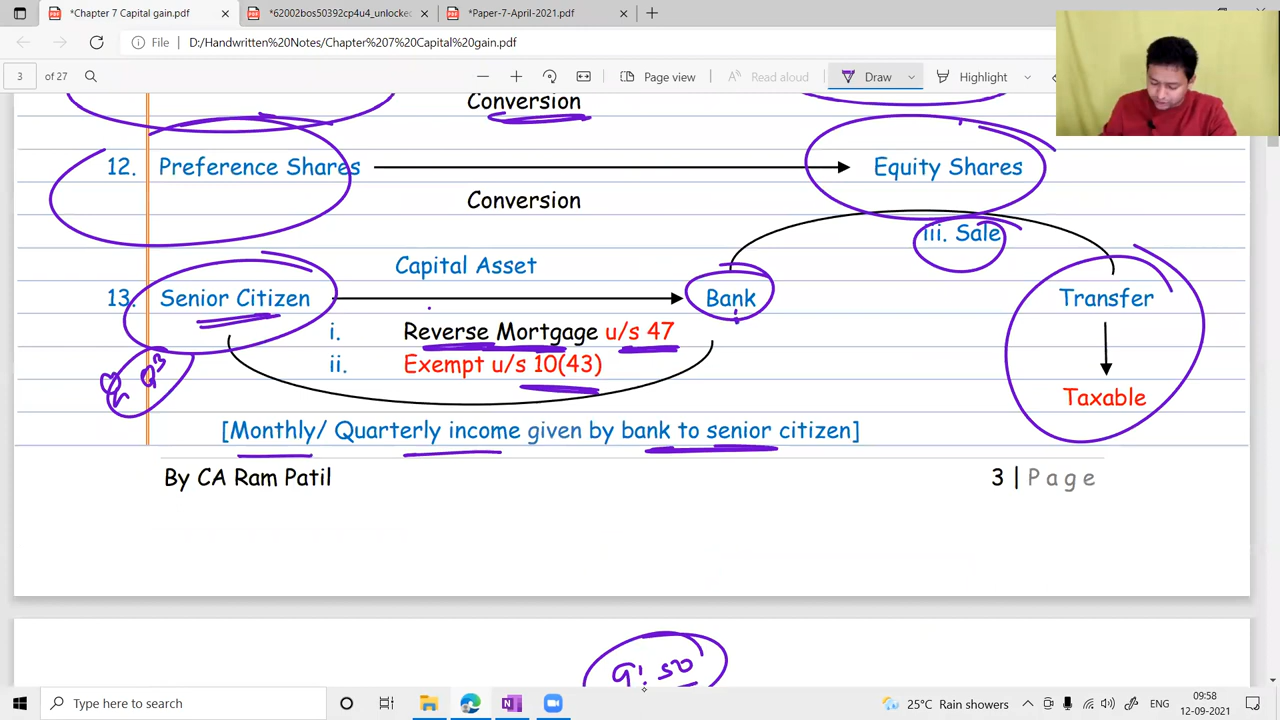 *Chapter 7 Capital gain.pdf
*62002bos50392cp4u4_unlocked
*Paper-7-April-2021.pdf
File
D:/Handwritten%20Notes/Chapter%207%20Capital%20gain.pdf
3 of 27
Page view
Read aloud
Draw
Highlight
Conversion
12. Preference Shares
Equity Shares
Conversion
iii. Sale
Capital Asset
13. Senior Citizen
Bank
Transfer
i. Reverse Mortgage u/s 47
ii. Exempt u/s 10(43)
Taxable
[Monthly/ Quarterly income given by bank to senior citizen]
By CA Ram Patil
3 | Page
9:50
Type here to search
25°C Rain showers
ENG
09:58
12-09-2021